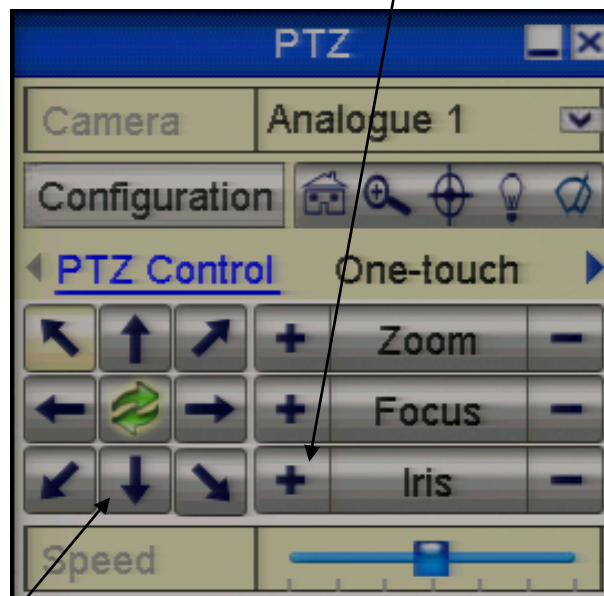 PTZ
Camera Analogue 1
Configuration
PTZ Control One-touch
+ Zoom −
+ Focus −
+ Iris −
Speed